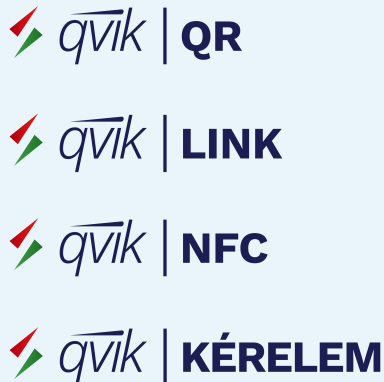 qvik | QR
qvik | LINK
qvik | NFC
qvik | KÉRELEM